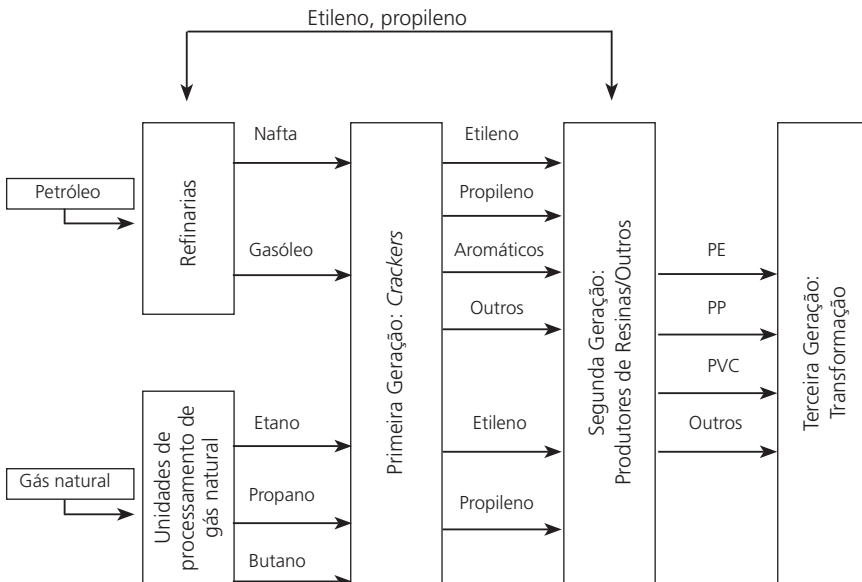 Etileno, propileno
Petróleo
Refinarias
Nafta
Gasóleo
Gás natural
Unidades de
processamento de
gás natural
Etano
Propano
Butano
Primeira Geração: Crackers
Etileno
Propileno
Aromáticos
Outros
Etileno
Propileno
Segunda Geração:
Produtores de Resinas/Outros
PE
PP
PVC
Outros
Terceira Geração:
Transformação